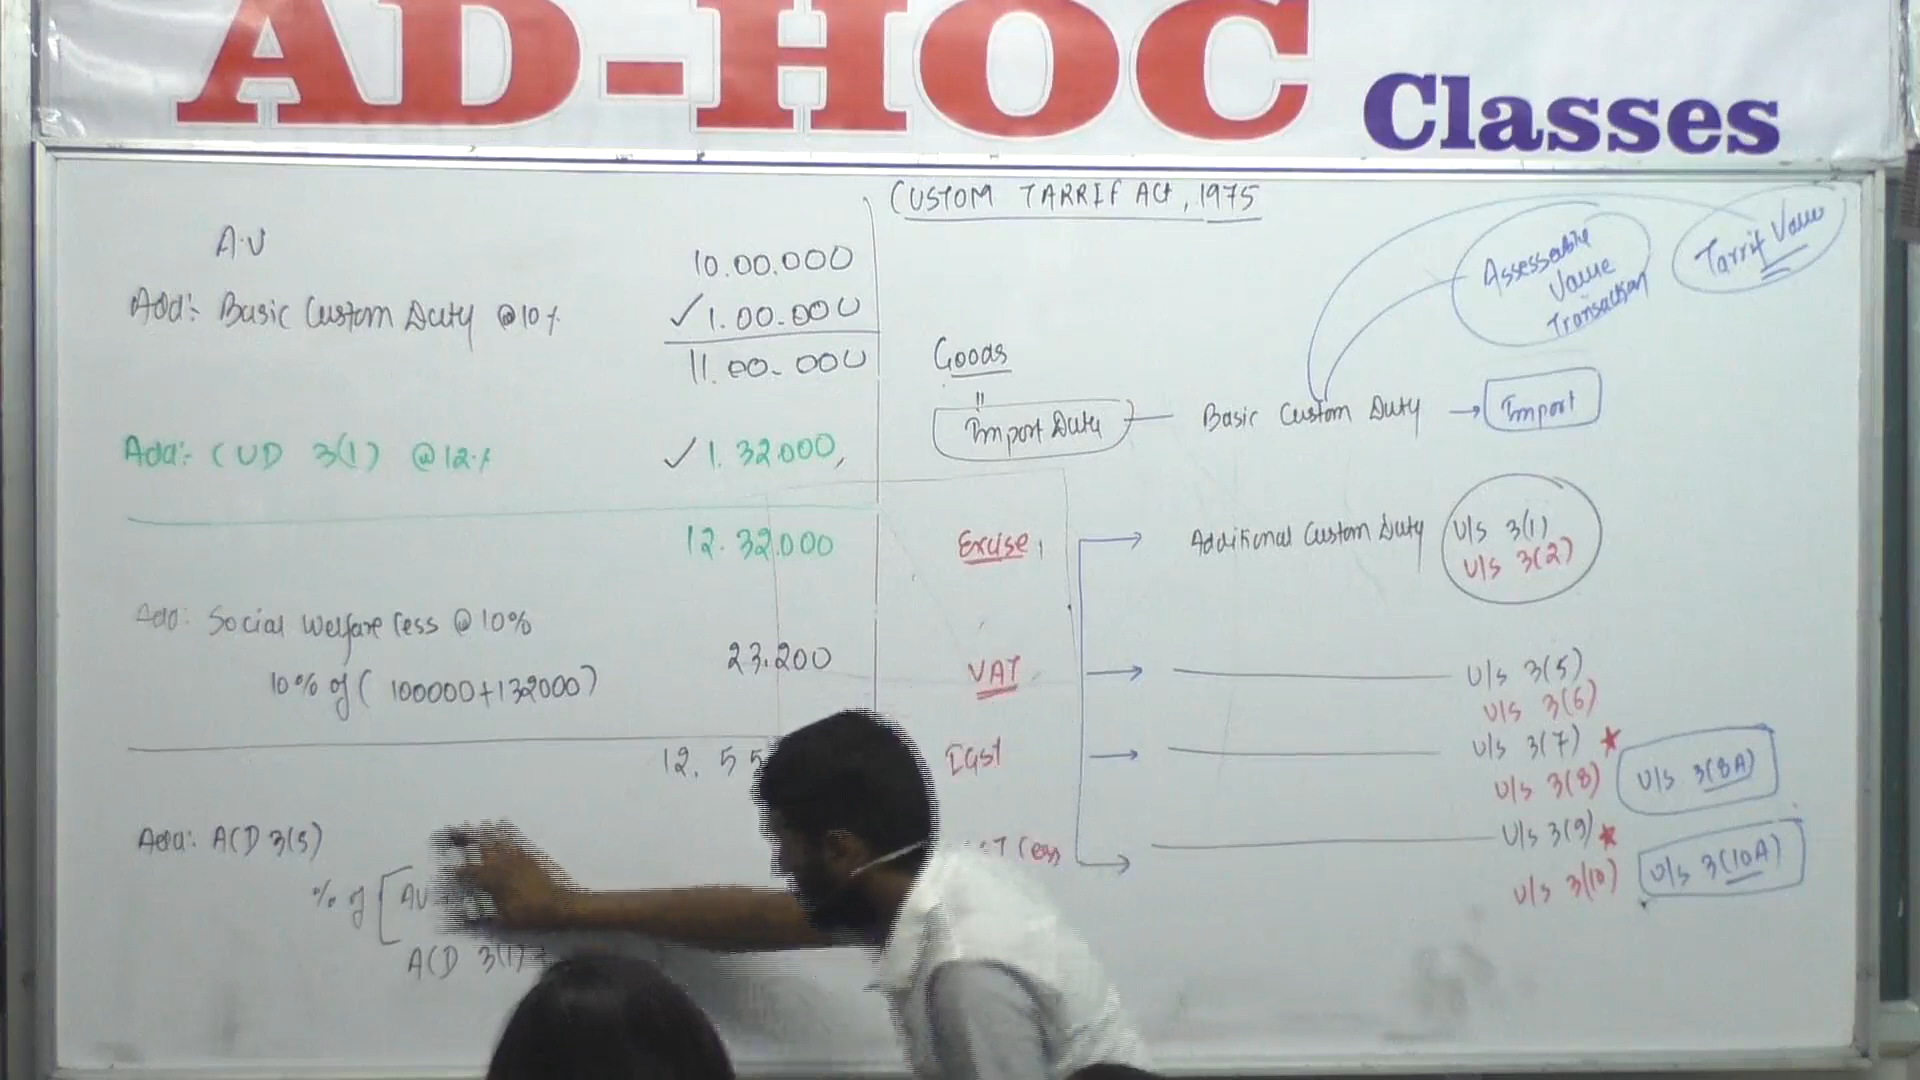 AD-HOC Classes
CUSTOM TARRIF ACt, 1975
A.V 10.00.000
Add:- Basic Custom Duty @10% ✓1.00.000
11.00.000
Add:- CVD 3(1) @12% ✓1.32.000,
12.32.000
Add: Social Welfare Cess @10%
10% of (100000+132000) 23.200
12.55
Add: ACD 3(5)
% of [AV
ACD 3(1)
Assessable
Value
Transaction
Tarrif Value
Goods
"
Import Duty
Basic Custom Duty → Import
Excise, → Additional Custom Duty U/s 3(1)
U/s 3(2)
VAT → U/s 3(5)
U/s 3(6)
IGST → U/s 3(7) ★
U/s 3(8) U/s 3(8A)
Cess → U/s 3(9) ★
U/s 3(10) U/s 3(10A)